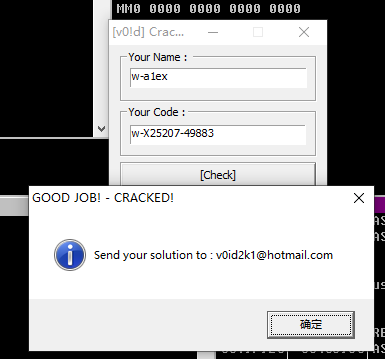 MM0 0000 0000 0000
[v0!d] Crac...
Your Name :
w-a1ex
Your Code :
w-X25207-49883
[Check]
GOOD JOB! - CRACKED!
Send your solution to : v0id2k1@hotmail.com
确定